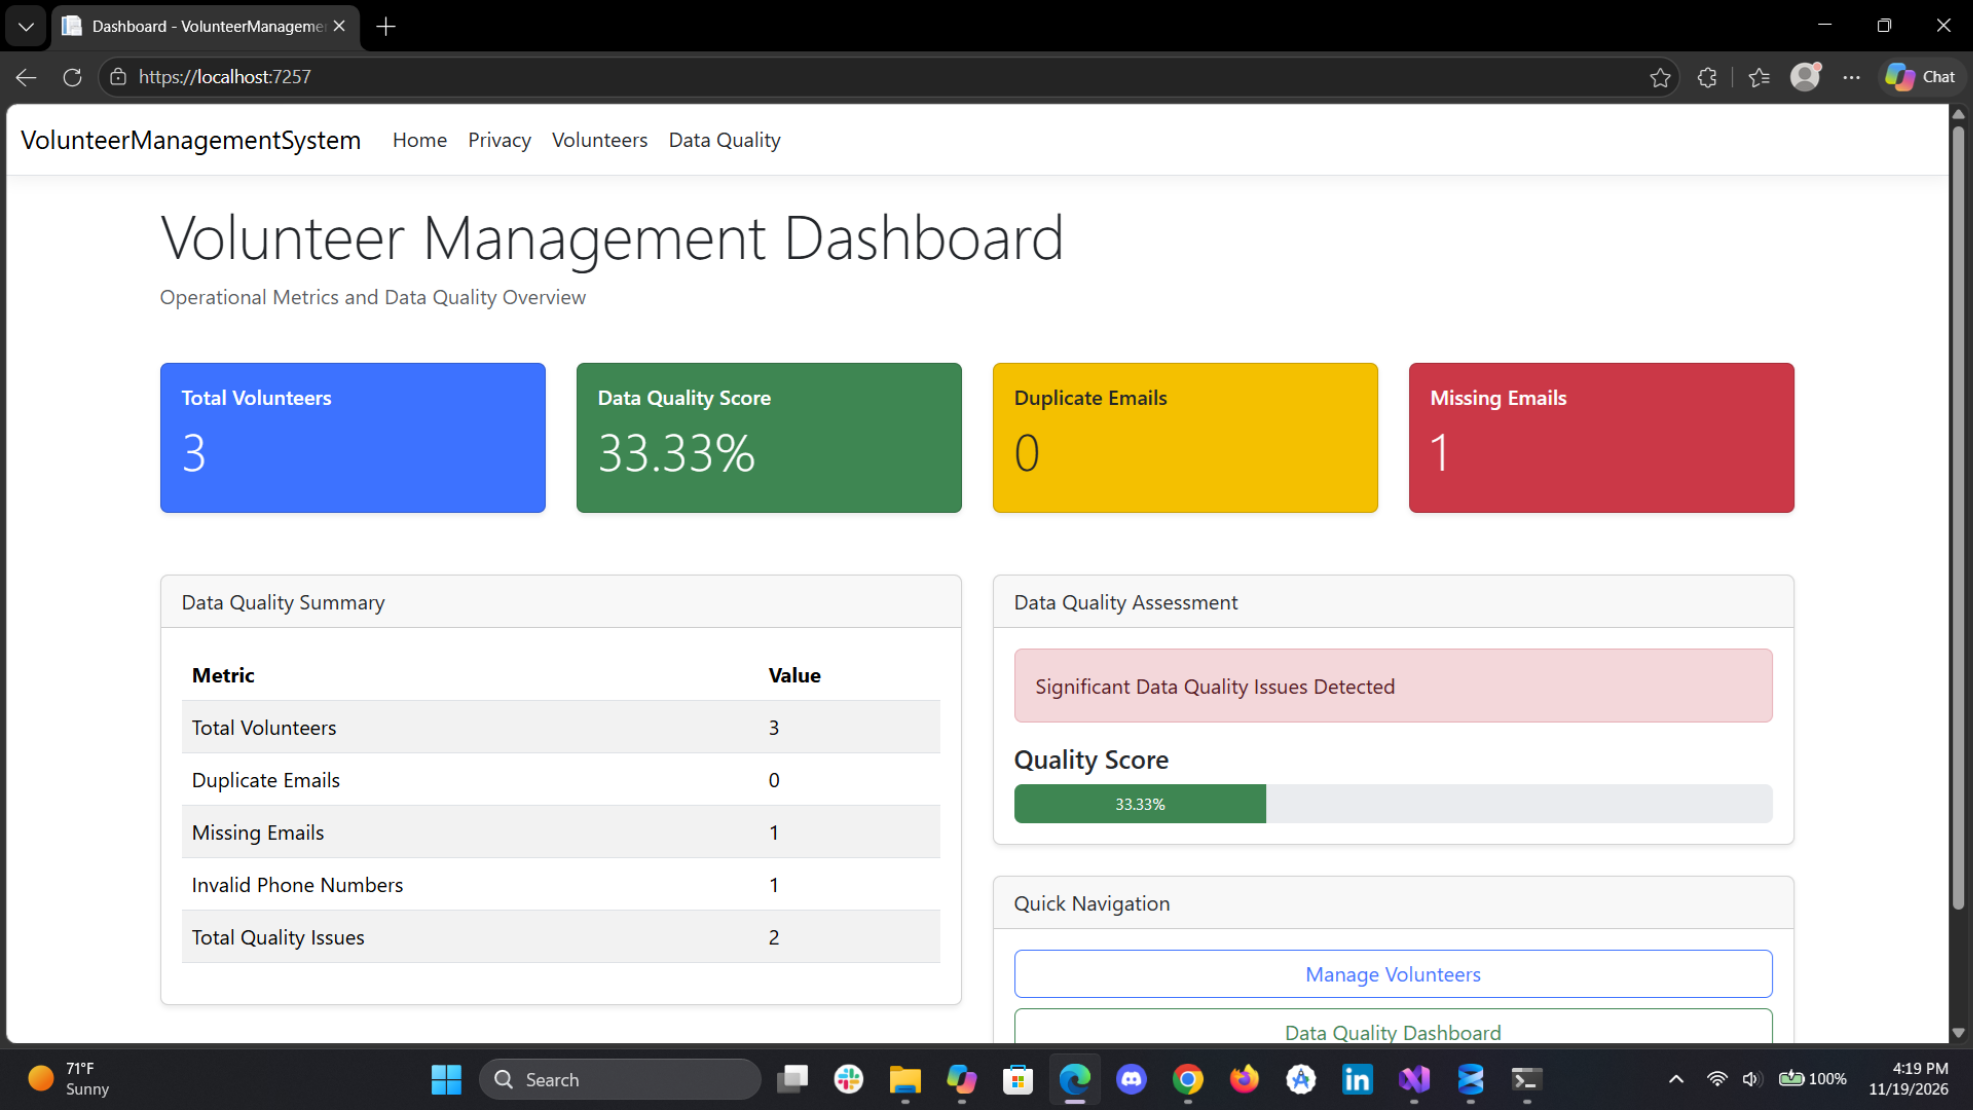 Dashboard - VolunteerManageme
https://localhost:7257
Chat
VolunteerManagementSystem Home Privacy Volunteers Data Quality
Volunteer Management Dashboard
Operational Metrics and Data Quality Overview
Total Volunteers
3
Data Quality Score
33.33%
Duplicate Emails
0
Missing Emails
1
Data Quality Summary
Metric Value
Total Volunteers 3
Duplicate Emails 0
Missing Emails 1
Invalid Phone Numbers 1
Total Quality Issues 2
Data Quality Assessment
Significant Data Quality Issues Detected
Quality Score
33.33%
Quick Navigation
Manage Volunteers
Data Quality Dashboard
71°F
Sunny
Search
100%
4:19 PM
11/19/2026